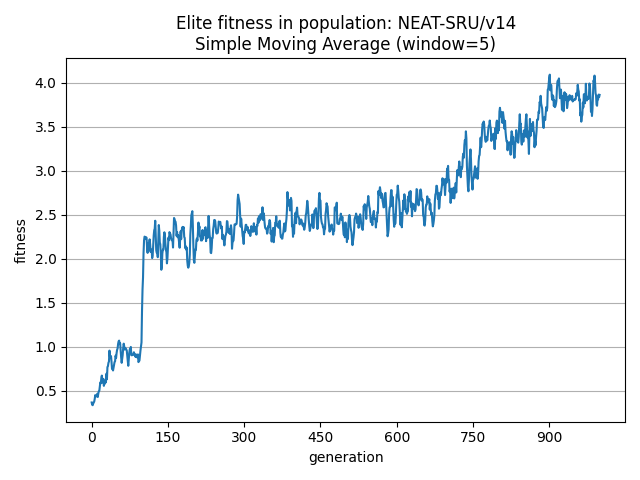 Elite fitness in population: NEAT-SRU/v14
Simple Moving Average (window=5)
4.0
3.5
3.0
2.5
2.0
1.5
1.0
0.5
fitness
0 150 300 450 600 750 900
generation